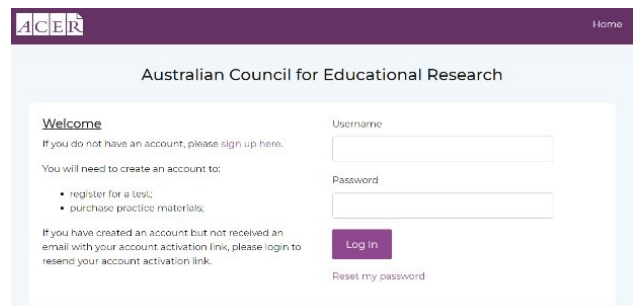 ACER
Home
Australian Council for Educational Research
Welcome
If you do not have an account, please sign up here.
You will need to create an account to:
• register for a test;
• purchase practice materials;
If you have created an account but not received an
email with your account activation link, please login to
resend your account activation link.
Username
Password
Log In
Reset my password